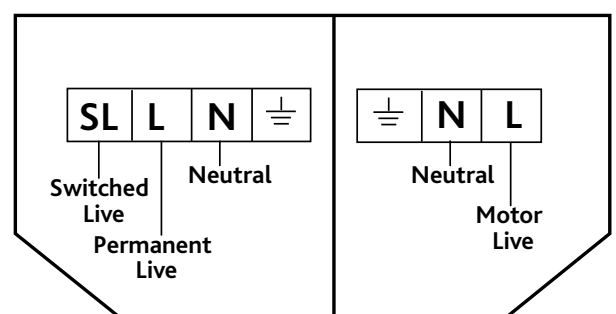 SL L N
Switched
Live
Permanent
Live
Neutral
N L
Neutral
Motor
Live